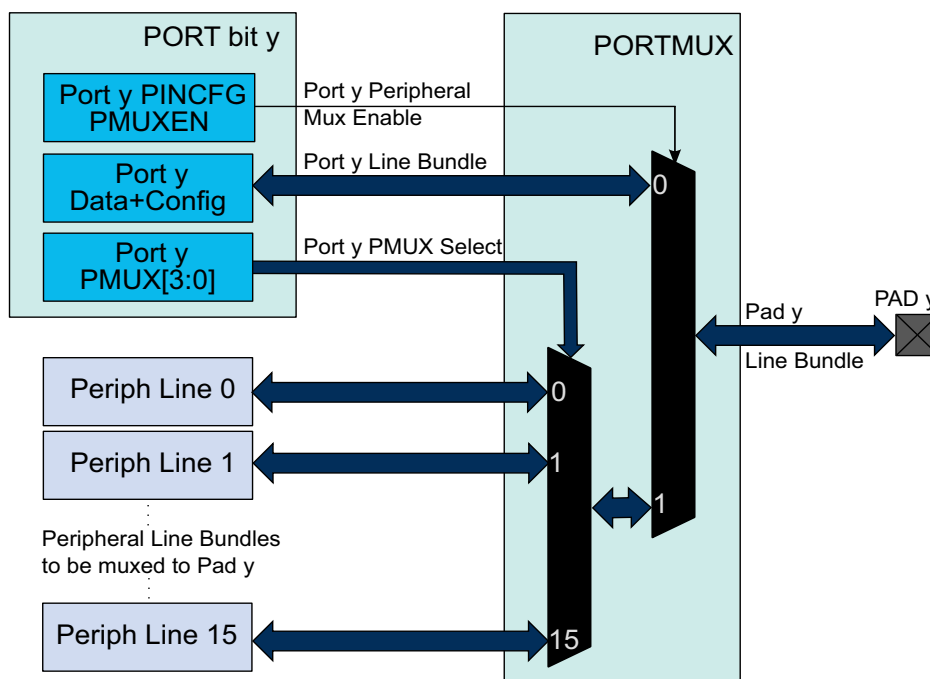 PORT bit y
PORTMUX
Port y PINCFG
PMUXEN
Port y Peripheral
Mux Enable
Port y
Data+Config
Port y Line Bundle
0
Port y
PMUX[3:0]
Port y PMUX Select
Pad y
Line Bundle
PAD y
Periph Line 0
0
Periph Line 1
1
1
Peripheral Line Bundles
to be muxed to Pad y
Periph Line 15
15